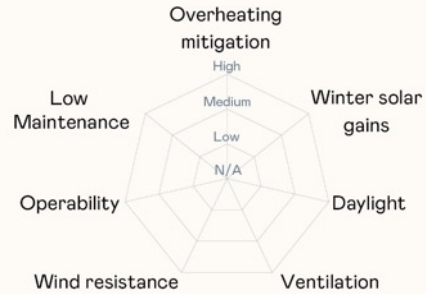 Overheating
mitigation
High
Low
Maintenance
Medium
Winter solar
gains
Low
N/A
Operability
Daylight
Wind resistance
Ventilation